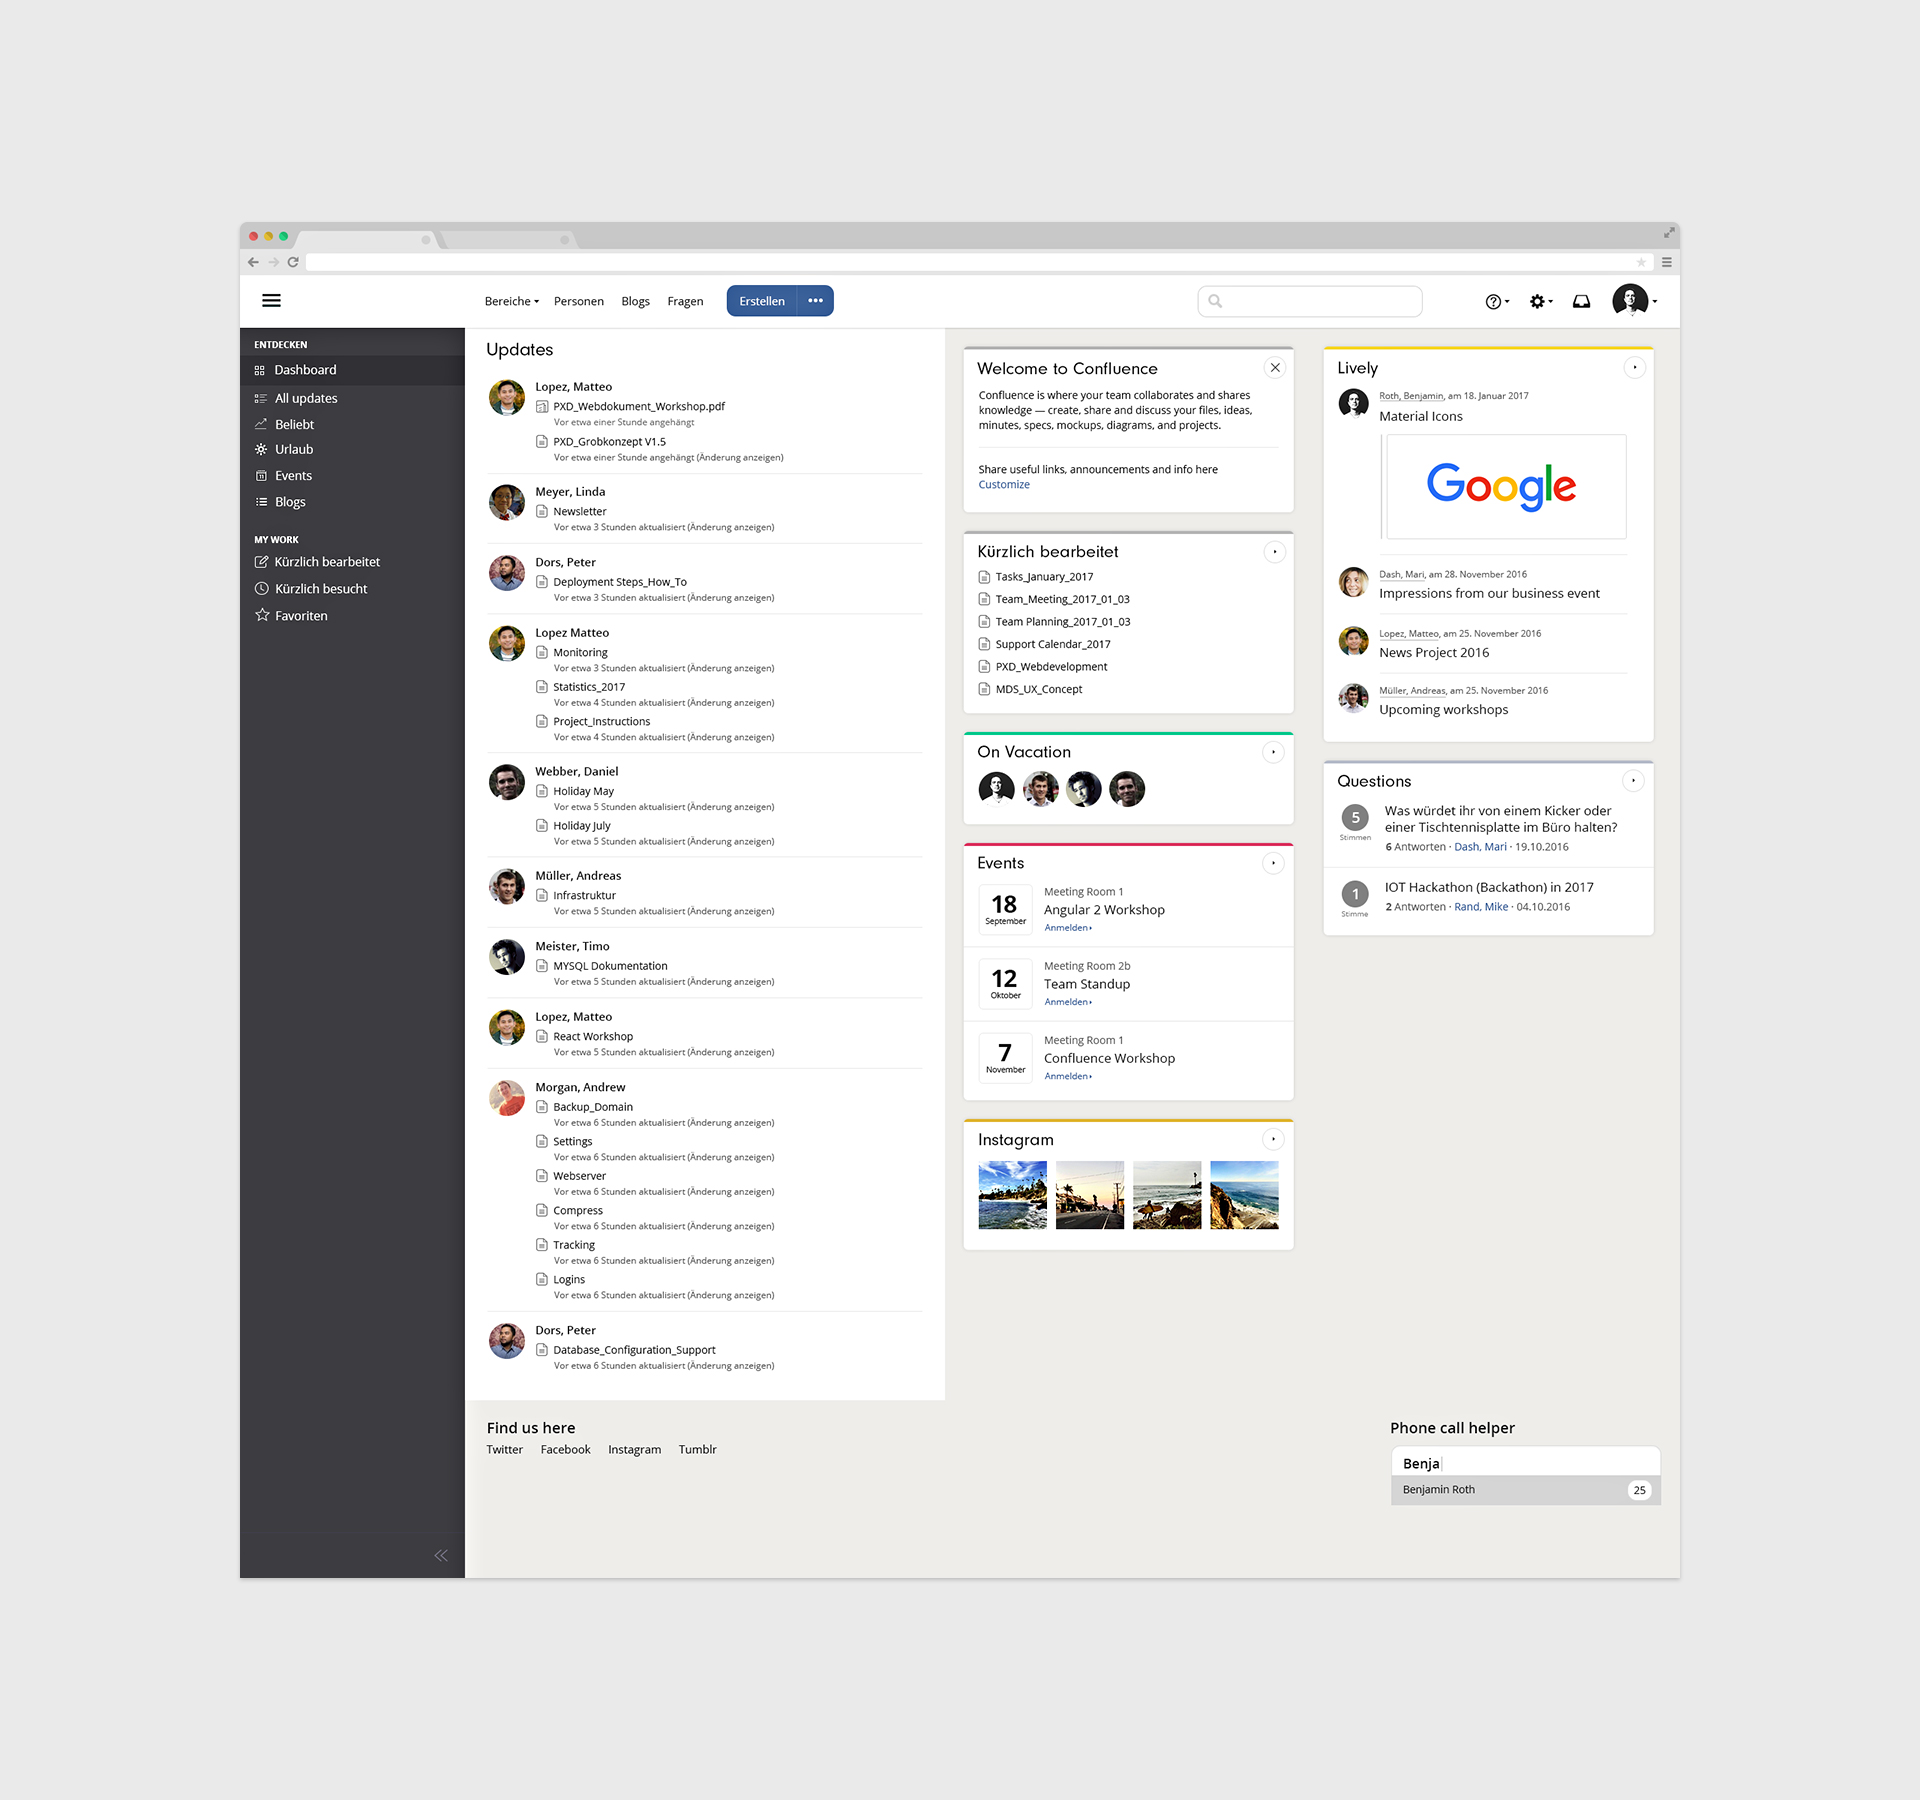 Bereiche
Personen
Blogs
Fragen
Erstellen
ENTDECKEN
Dashboard
All updates
Beliebt
Urlaub
Events
Blogs
MY WORK
Kürzlich bearbeitet
Kürzlich besucht
Favoriten
Updates
Lopez, Matteo
PXD_Webdokument_Workshop.pdf
Vor etwa einer Stunde angehängt
PXD_Grobkonzept V1.5
Vor etwa einer Stunde angehängt (Änderung anzeigen)
Meyer, Linda
Newsletter
Vor etwa 3 Stunden aktualisiert (Änderung anzeigen)
Dors, Peter
Deployment Steps_How_To
Vor etwa 3 Stunden aktualisiert (Änderung anzeigen)
Lopez Matteo
Monitoring
Vor etwa 3 Stunden aktualisiert (Änderung anzeigen)
Statistics_2017
Vor etwa 4 Stunden aktualisiert (Änderung anzeigen)
Project_Instructions
Vor etwa 4 Stunden aktualisiert (Änderung anzeigen)
Webber, Daniel
Holiday May
Vor etwa 5 Stunden aktualisiert (Änderung anzeigen)
Holiday July
Vor etwa 5 Stunden aktualisiert (Änderung anzeigen)
Müller, Andreas
Infrastruktur
Vor etwa 5 Stunden aktualisiert (Änderung anzeigen)
Meister, Timo
MYSQL Dokumentation
Vor etwa 5 Stunden aktualisiert (Änderung anzeigen)
Lopez, Matteo
React Workshop
Vor etwa 5 Stunden aktualisiert (Änderung anzeigen)
Morgan, Andrew
Backup_Domain
Vor etwa 6 Stunden aktualisiert (Änderung anzeigen)
Settings
Vor etwa 6 Stunden aktualisiert (Änderung anzeigen)
Webserver
Vor etwa 6 Stunden aktualisiert (Änderung anzeigen)
Compress
Vor etwa 6 Stunden aktualisiert (Änderung anzeigen)
Tracking
Vor etwa 6 Stunden aktualisiert (Änderung anzeigen)
Logins
Vor etwa 6 Stunden aktualisiert (Änderung anzeigen)
Dors, Peter
Database_Configuration_Support
Vor etwa 6 Stunden aktualisiert (Änderung anzeigen)
Welcome to Confluence
Confluence is where your team collaborates and shares
knowledge — create, share and discuss your files, ideas,
minutes, specs, mockups, diagrams, and projects.
Share useful links, announcements and info here
Customize
Kürzlich bearbeitet
Tasks_January_2017
Team_Meeting_2017_01_03
Team Planning_2017_01_03
Support Calendar_2017
PXD_Webdevelopment
MDS_UX_Concept
On Vacation
Events
18
September
Meeting Room 1
Angular 2 Workshop
Anmelden
12
Oktober
Meeting Room 2b
Team Standup
Anmelden
7
November
Meeting Room 1
Confluence Workshop
Anmelden
Instagram
Lively
Roth, Benjamin, am 18. Januar 2017
Material Icons
Google
Dash, Mari, am 28. November 2016
Impressions from our business event
Lopez, Matteo, am 25. November 2016
News Project 2016
Müller, Andreas, am 25. November 2016
Upcoming workshops
Questions
5
Stimmen
Was würdet ihr von einem Kicker oder
einer Tischtennisplatte im Büro halten?
6 Antworten · Dash, Mari · 19.10.2016
1
Stimme
IOT Hackathon (Backathon) in 2017
2 Antworten · Rand, Mike · 04.10.2016
Find us here
Twitter
Facebook
Instagram
Tumblr
Phone call helper
Benja
Benjamin Roth
25